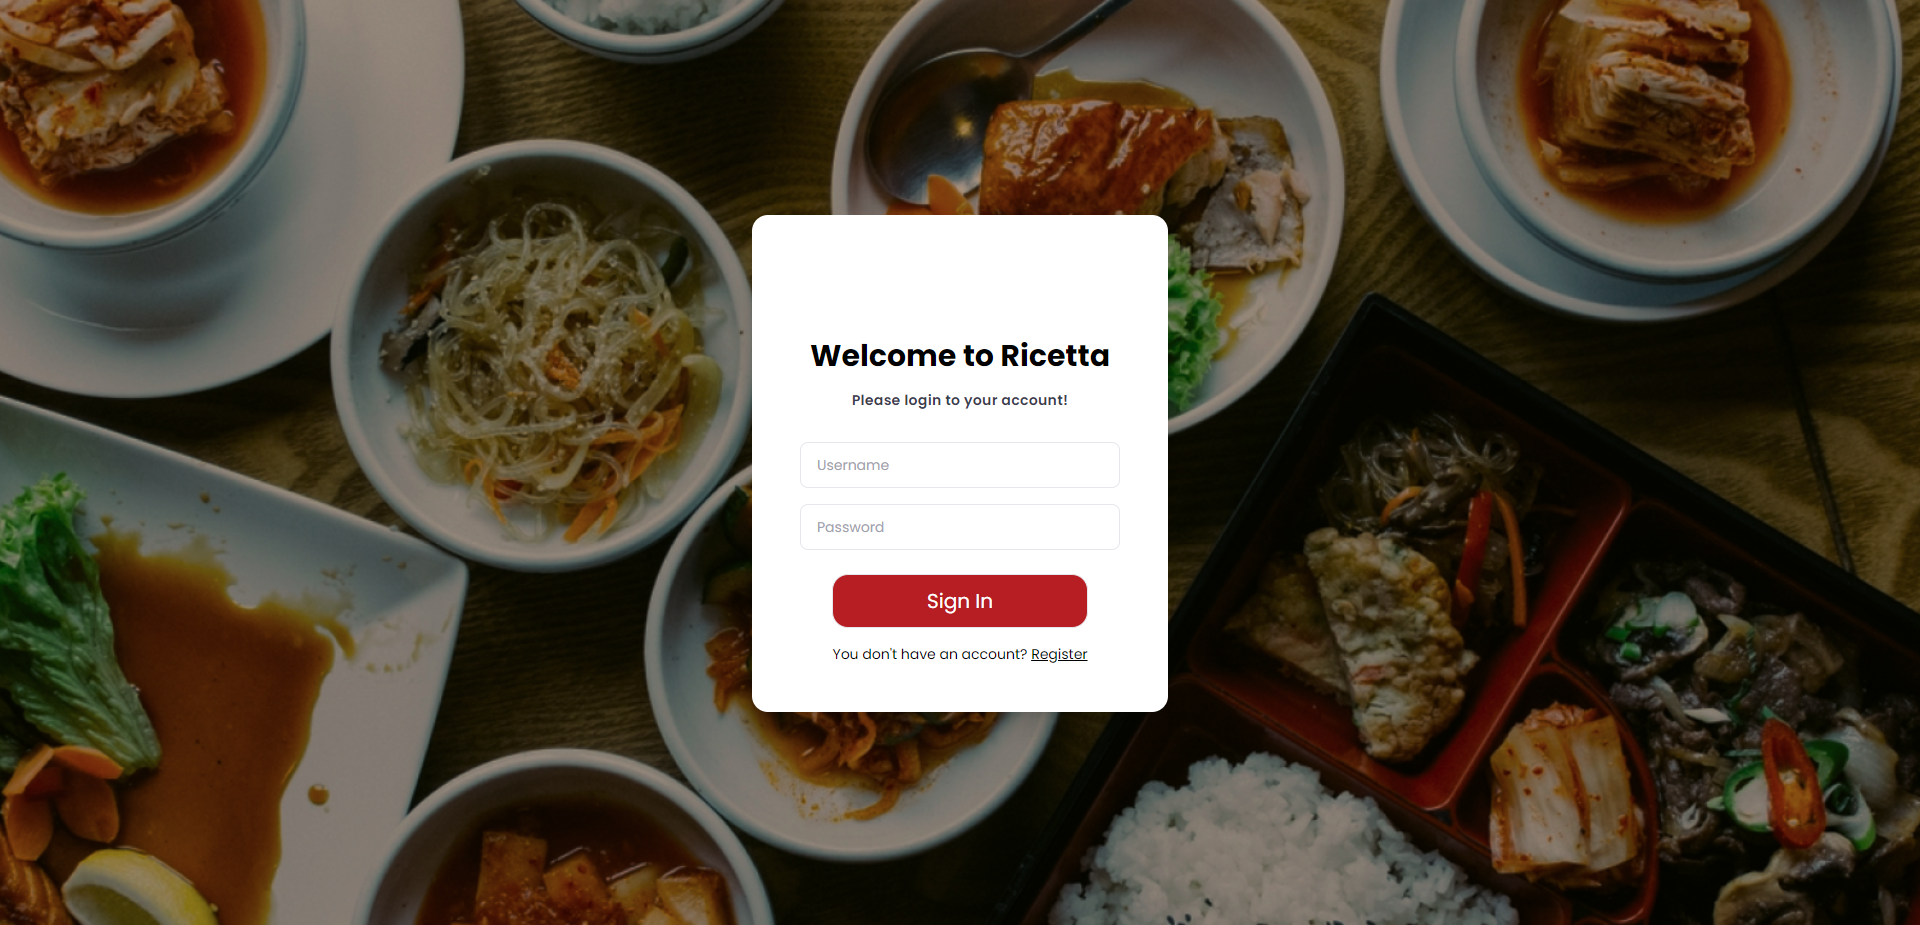 Welcome to Ricetta
Please login to your account!
Username
Password
Sign In
You don't have an account? Register